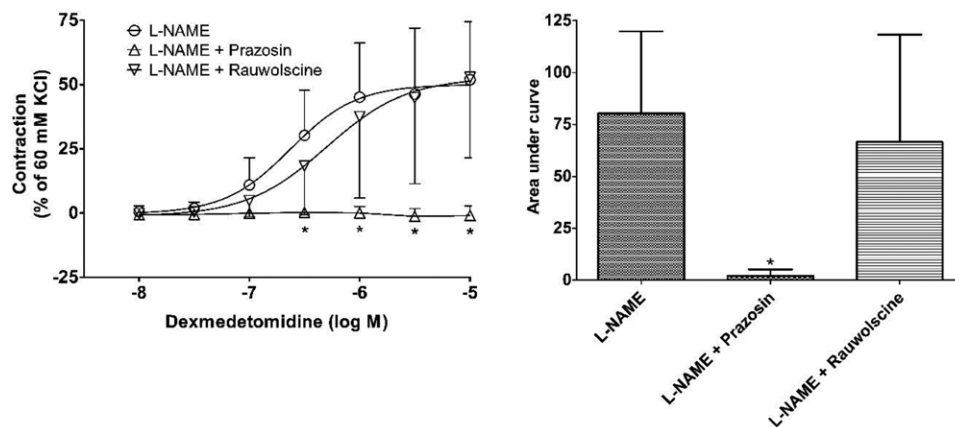 75
50
25
0
-25
Contraction
(% of 60 mM KCl)
L-NAME
L-NAME + Prazosin
L-NAME + Rauwolscine
* * * *
-8 -7 -6 -5
Dexmedetomidine (log M)
125
100
75
50
25
0
Area under curve
*
L-NAME
L-NAME + Prazosin
L-NAME + Rauwolscine